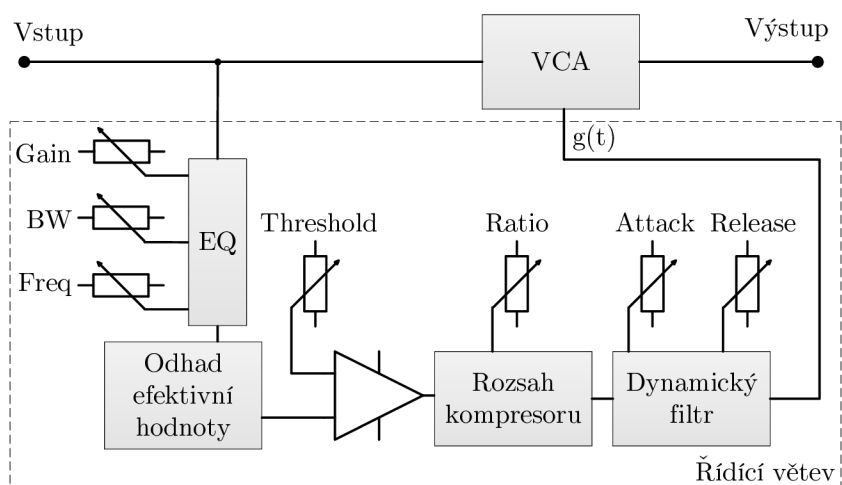 Vstup
Výstup
VCA
g(t)
Gain
BW
Freq
EQ
Threshold
Ratio
Attack
Release
Odhad
efektivní
hodnoty
Rozsah
kompresoru
Dynamický
filtr
Řídící větev